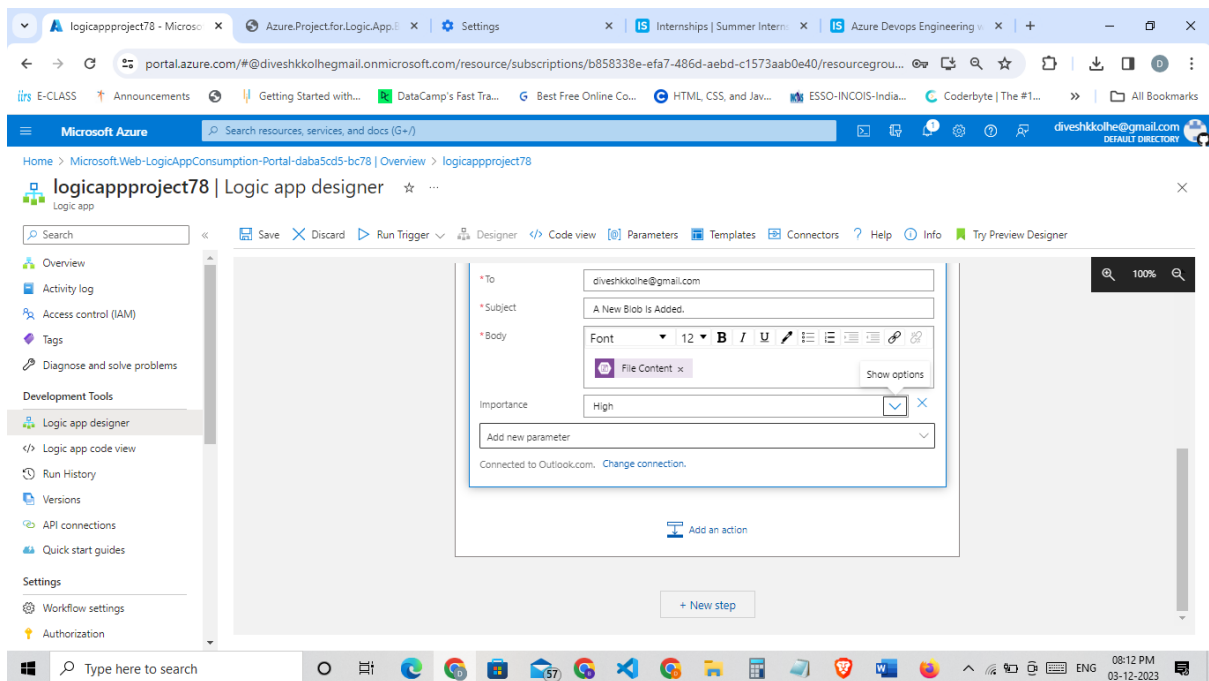 logicappproject78 - Microso
Azure.Project.for.Logic.App.E
Settings
Internships | Summer Intern
Azure Devops Engineering w
portal.azure.com/#@diveshkkolhegmail.onmicrosoft.com/resource/subscriptions/b858338e-efa7-486d-aebd-c1573aab0e40/resourcegrou...
D
iirs E-CLASS
Announcements
Getting Started with...
DataCamp's Fast Tra...
Best Free Online Co...
HTML, CSS, and Jav...
ESSO-INCOIS-India...
Coderbyte | The #1...
»
All Bookmarks
Microsoft Azure
Search resources, services, and docs (G+/)
1
diveshkkolhe@gmail.com
DEFAULT DIRECTORY
Home > Microsoft.Web-LogicAppConsumption-Portal-daba5cd5-bc78 | Overview > logicappproject78
logicappproject78 | Logic app designer
Logic app
Search
«
Save
Discard
Run Trigger
Designer
Code view
Parameters
Templates
Connectors
Help
Info
Try Preview Designer
Overview
Activity log
Access control (IAM)
Tags
Diagnose and solve problems
Development Tools
Logic app designer
Logic app code view
Run History
Versions
API connections
Quick start guides
Settings
Workflow settings
Authorization
100%
*To
diveshkkolhe@gmail.com
*Subject
A New Blob Is Added.
*Body
Font 12 B I U
File Content ×
Show options
Importance
High
Add new parameter
Connected to Outlook.com. Change connection.
Add an action
+ New step
Type here to search
57
ENG
08:12 PM
03-12-2023